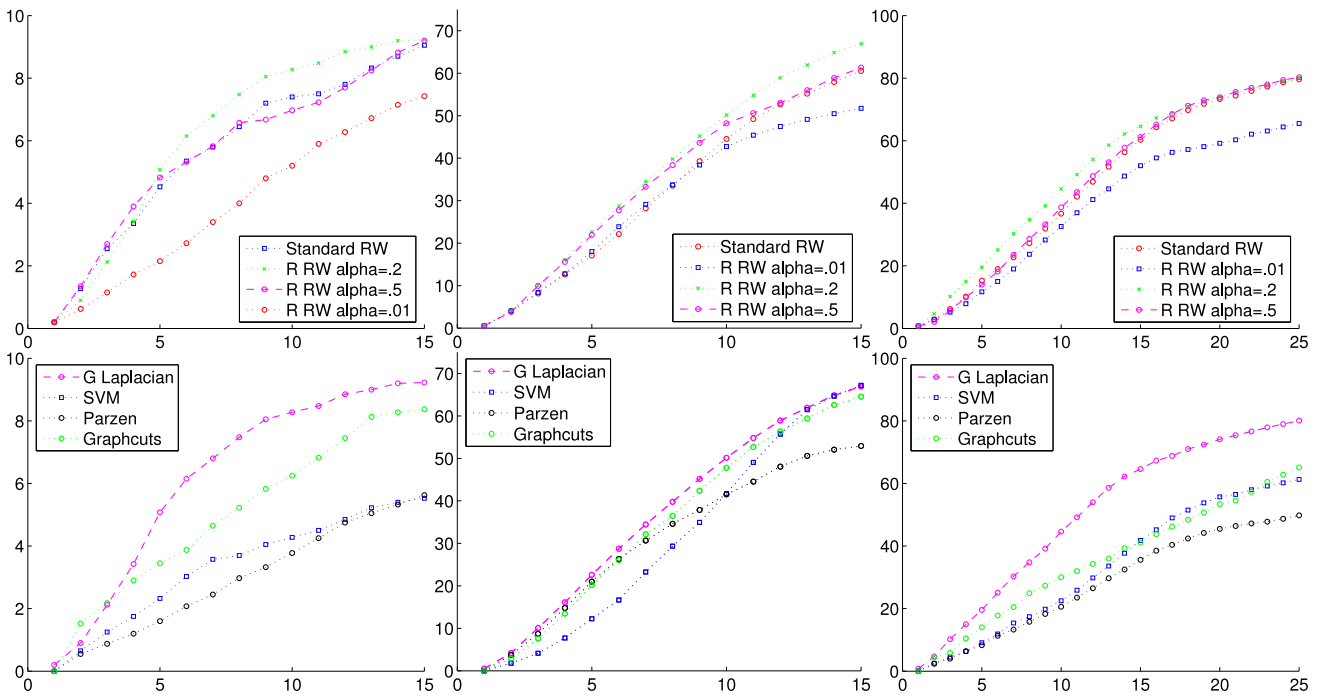 10
8
6
4
2
0
0
5
10
15
Standard RW
R RW alpha=.2
R RW alpha=.5
R RW alpha=.01
70
60
50
40
30
20
10
0
0
5
10
15
Standard RW
R RW alpha=.01
R RW alpha=.2
R RW alpha=.5
100
80
60
40
20
0
0
5
10
15
20
25
Standard RW
R RW alpha=.01
R RW alpha=.2
R RW alpha=.5
10
8
6
4
2
0
0
5
10
15
G Laplacian
SVM
Parzen
Graphcuts
70
60
50
40
30
20
10
0
0
5
10
15
G Laplacian
SVM
Parzen
Graphcuts
100
80
60
40
20
0
0
5
10
15
20
25
G Laplacian
SVM
Parzen
Graphcuts